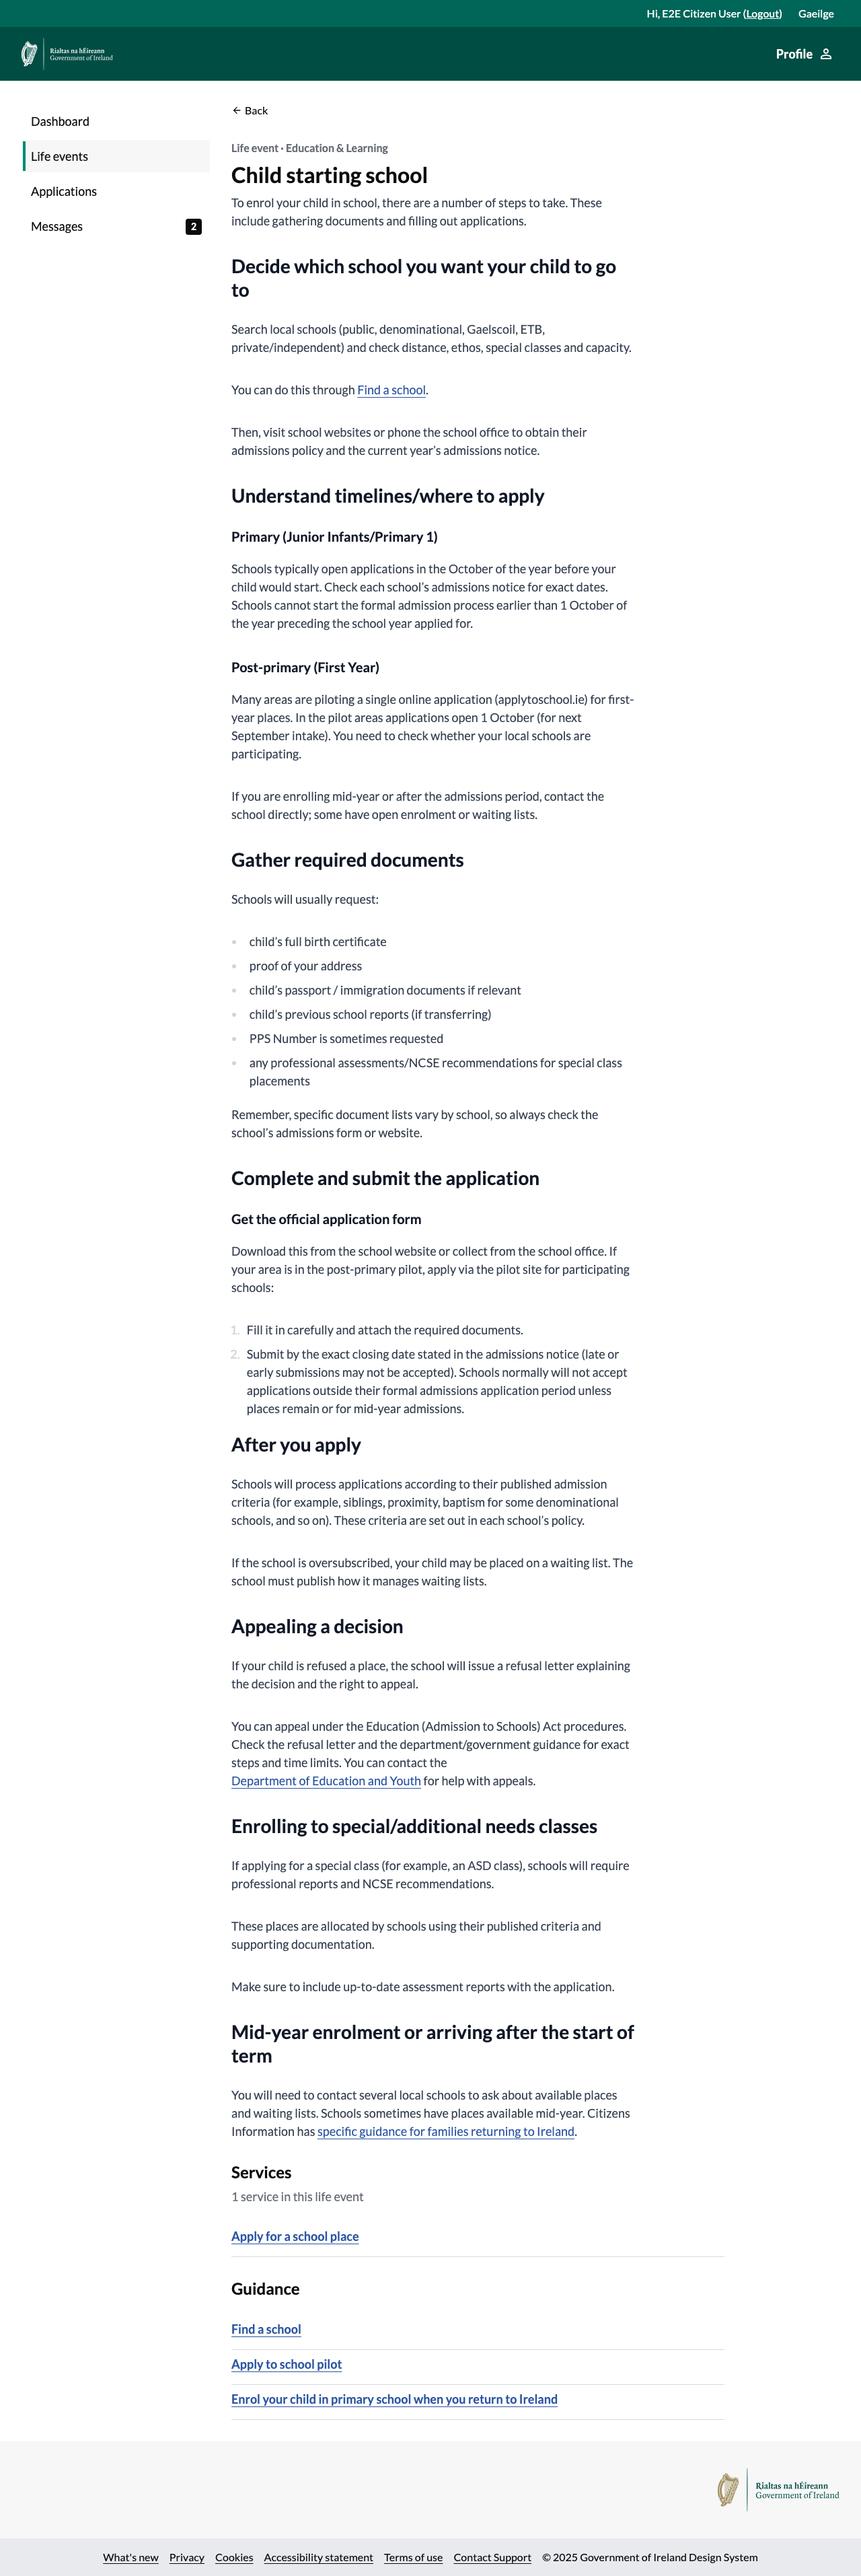 Hi, E2E Citizen User (Logout)
Gaeilge
Rialtas na hÉireann
Government of Ireland
Profile
Dashboard
Life events
Applications
Messages
2
Back
Life event · Education & Learning
Child starting school
To enrol your child in school, there are a number of steps to take. These
include gathering documents and filling out applications.
Decide which school you want your child to go
to
Search local schools (public, denominational, Gaelscoil, ETB,
private/independent) and check distance, ethos, special classes and capacity.
You can do this through Find a school.
Then, visit school websites or phone the school office to obtain their
admissions policy and the current year’s admissions notice.
Understand timelines/where to apply
Primary (Junior Infants/Primary 1)
Schools typically open applications in the October of the year before your
child would start. Check each school’s admissions notice for exact dates.
Schools cannot start the formal admission process earlier than 1 October of
the year preceding the school year applied for.
Post-primary (First Year)
Many areas are piloting a single online application (applytoschool.ie) for first-
year places. In the pilot areas applications open 1 October (for next
September intake). You need to check whether your local schools are
participating.
If you are enrolling mid-year or after the admissions period, contact the
school directly; some have open enrolment or waiting lists.
Gather required documents
Schools will usually request:
child’s full birth certificate
proof of your address
child’s passport / immigration documents if relevant
child’s previous school reports (if transferring)
PPS Number is sometimes requested
any professional assessments/NCSE recommendations for special class
placements
Remember, specific document lists vary by school, so always check the
school’s admissions form or website.
Complete and submit the application
Get the official application form
Download this from the school website or collect from the school office. If
your area is in the post-primary pilot, apply via the pilot site for participating
schools:
1. Fill it in carefully and attach the required documents.
2. Submit by the exact closing date stated in the admissions notice (late or
early submissions may not be accepted). Schools normally will not accept
applications outside their formal admissions application period unless
places remain or for mid-year admissions.
After you apply
Schools will process applications according to their published admission
criteria (for example, siblings, proximity, baptism for some denominational
schools, and so on). These criteria are set out in each school’s policy.
If the school is oversubscribed, your child may be placed on a waiting list. The
school must publish how it manages waiting lists.
Appealing a decision
If your child is refused a place, the school will issue a refusal letter explaining
the decision and the right to appeal.
You can appeal under the Education (Admission to Schools) Act procedures.
Check the refusal letter and the department/government guidance for exact
steps and time limits. You can contact the
Department of Education and Youth for help with appeals.
Enrolling to special/additional needs classes
If applying for a special class (for example, an ASD class), schools will require
professional reports and NCSE recommendations.
These places are allocated by schools using their published criteria and
supporting documentation.
Make sure to include up-to-date assessment reports with the application.
Mid-year enrolment or arriving after the start of
term
You will need to contact several local schools to ask about available places
and waiting lists. Schools sometimes have places available mid-year. Citizens
Information has specific guidance for families returning to Ireland.
Services
1 service in this life event
Apply for a school place
Guidance
Find a school
Apply to school pilot
Enrol your child in primary school when you return to Ireland
Rialtas na hÉireann
Government of Ireland
What's new
Privacy
Cookies
Accessibility statement
Terms of use
Contact Support
© 2025 Government of Ireland Design System